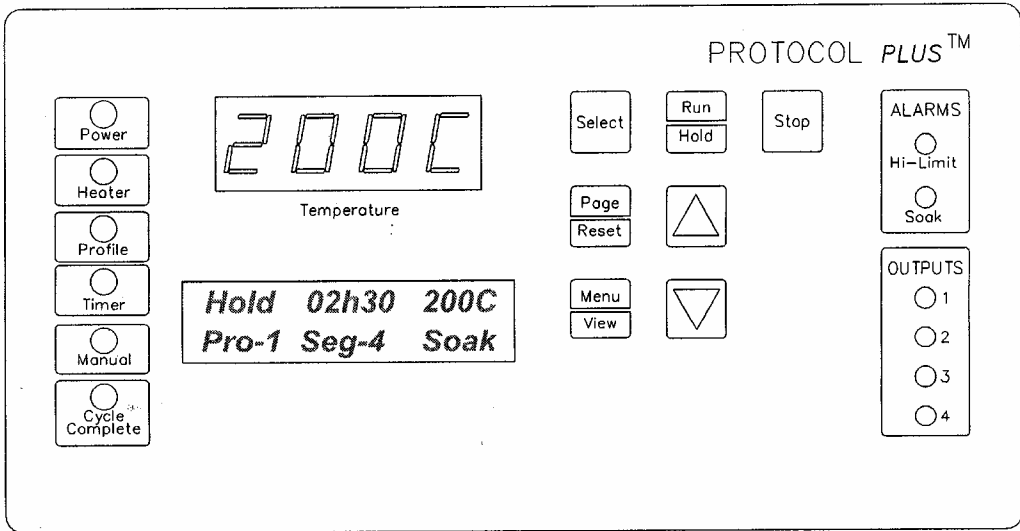 PROTOCOL PLUS™
Power
Heater
Profile
Timer
Manual
Cycle
Complete
200C
Temperature
Hold 02h30 200C
Pro-1 Seg-4 Soak
Select
Run
Hold
Stop
Page
Reset
Menu
View
ALARMS
Hi-Limit
Soak
OUTPUTS
1
2
3
4